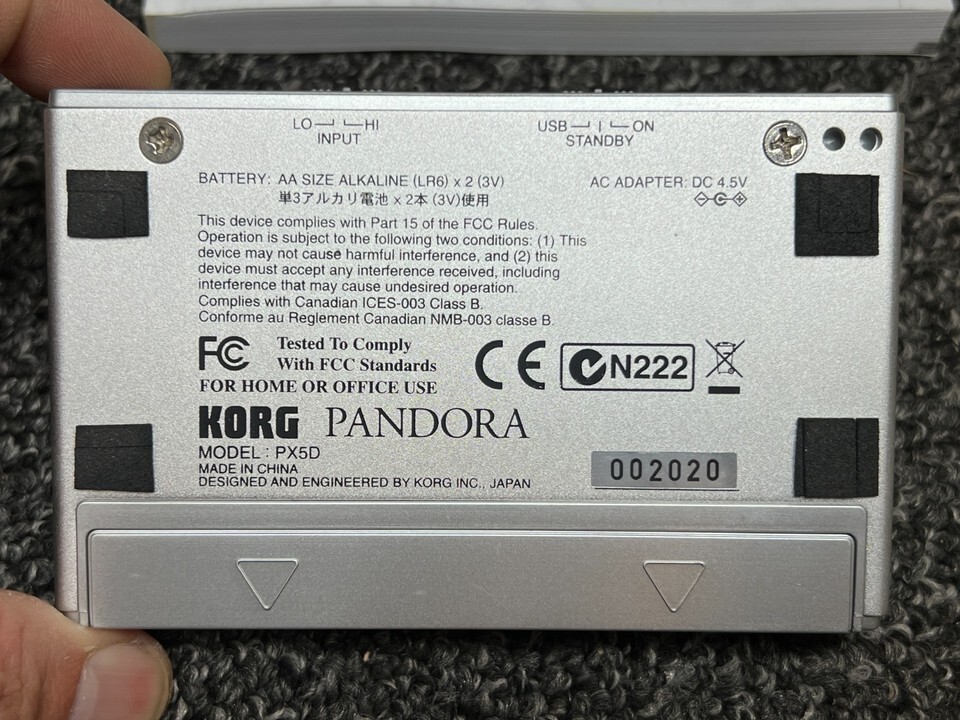 LO HI
INPUT
USB ON
STANDBY
BATTERY: AA SIZE ALKALINE (LR6) x 2 (3V)
単3アルカリ電池 x 2本 (3V)使用
AC ADAPTER: DC 4.5V
This device complies with Part 15 of the FCC Rules.
Operation is subject to the following two conditions: (1) This
device may not cause harmful interference, and (2) this
device must accept any interference received, including
interference that may cause undesired operation.
Complies with Canadian ICES-003 Class B.
Conforme au Reglement Canadian NMB-003 classe B.
FC Tested To Comply
With FCC Standards
FOR HOME OR OFFICE USE
CE N222
KORG PANDORA
MODEL : PX5D
MADE IN CHINA
DESIGNED AND ENGINEERED BY KORG INC., JAPAN
002020